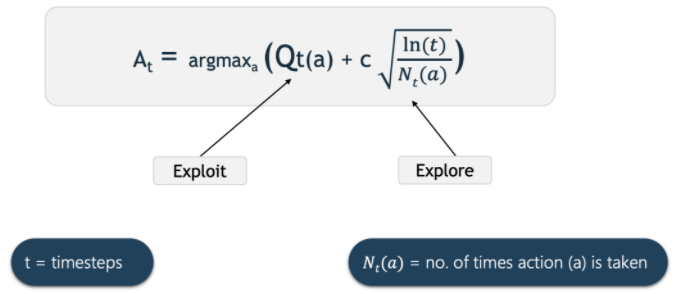 Aₜ = argmaxₐ (Qt(a) + c √(ln(t) / Nₜ(a)))
Exploit
Explore
t = timesteps
Nₜ(a) = no. of times action (a) is taken